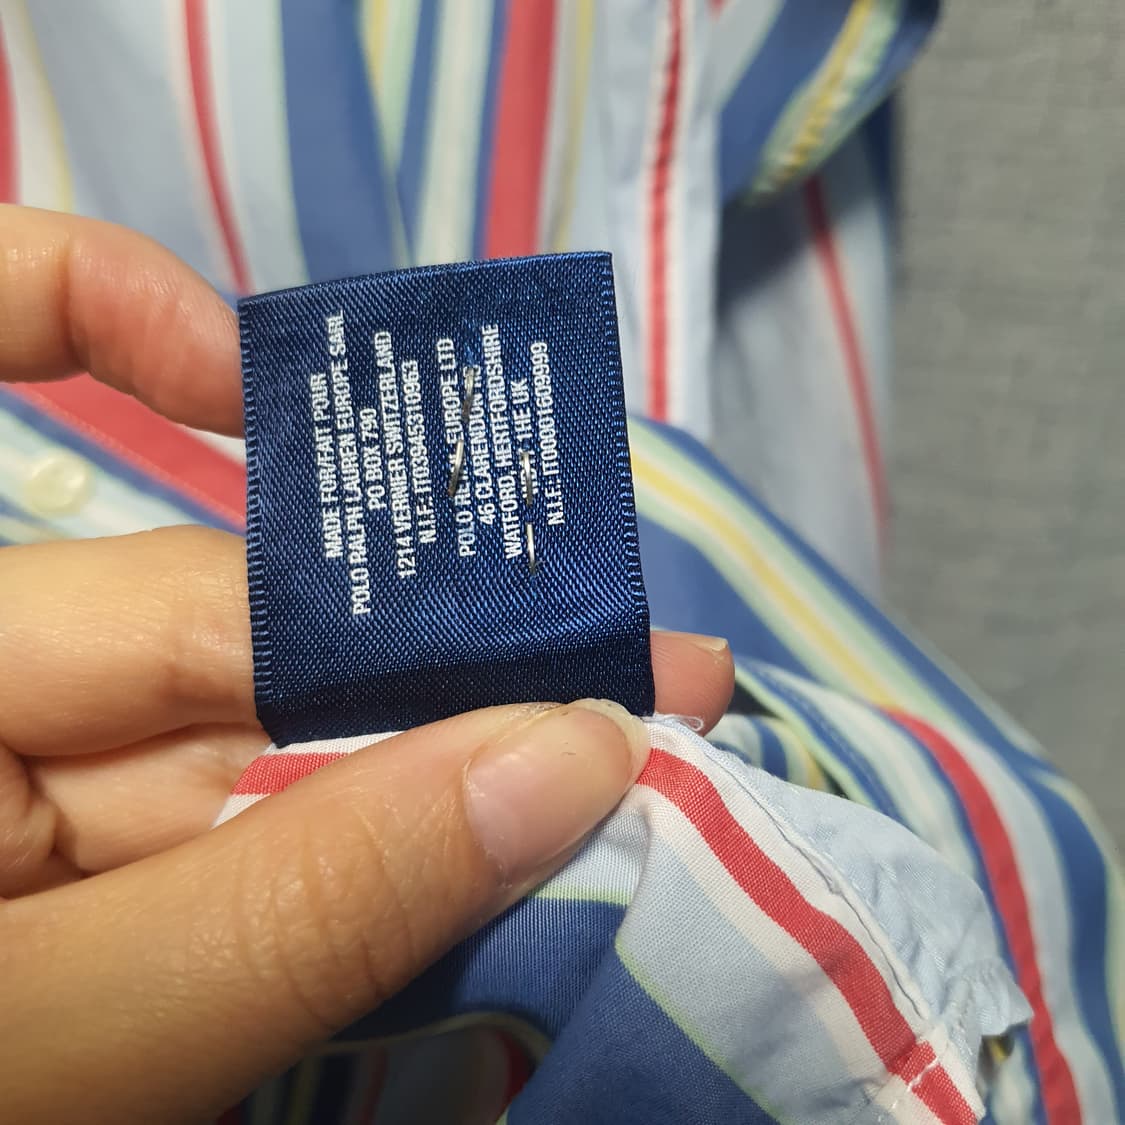 MADE FOR/FAIT POUR
POLO RALPH LAUREN EUROPE SARL
PO BOX 790
1214 VERNIER SWITZERLAND
N.I.F: IT03945310963
POLO EUROPE LTD
46 CLARENDON
WATFORD, HERTFORDSHIRE
THE UK
N.I.F: IT00001609999